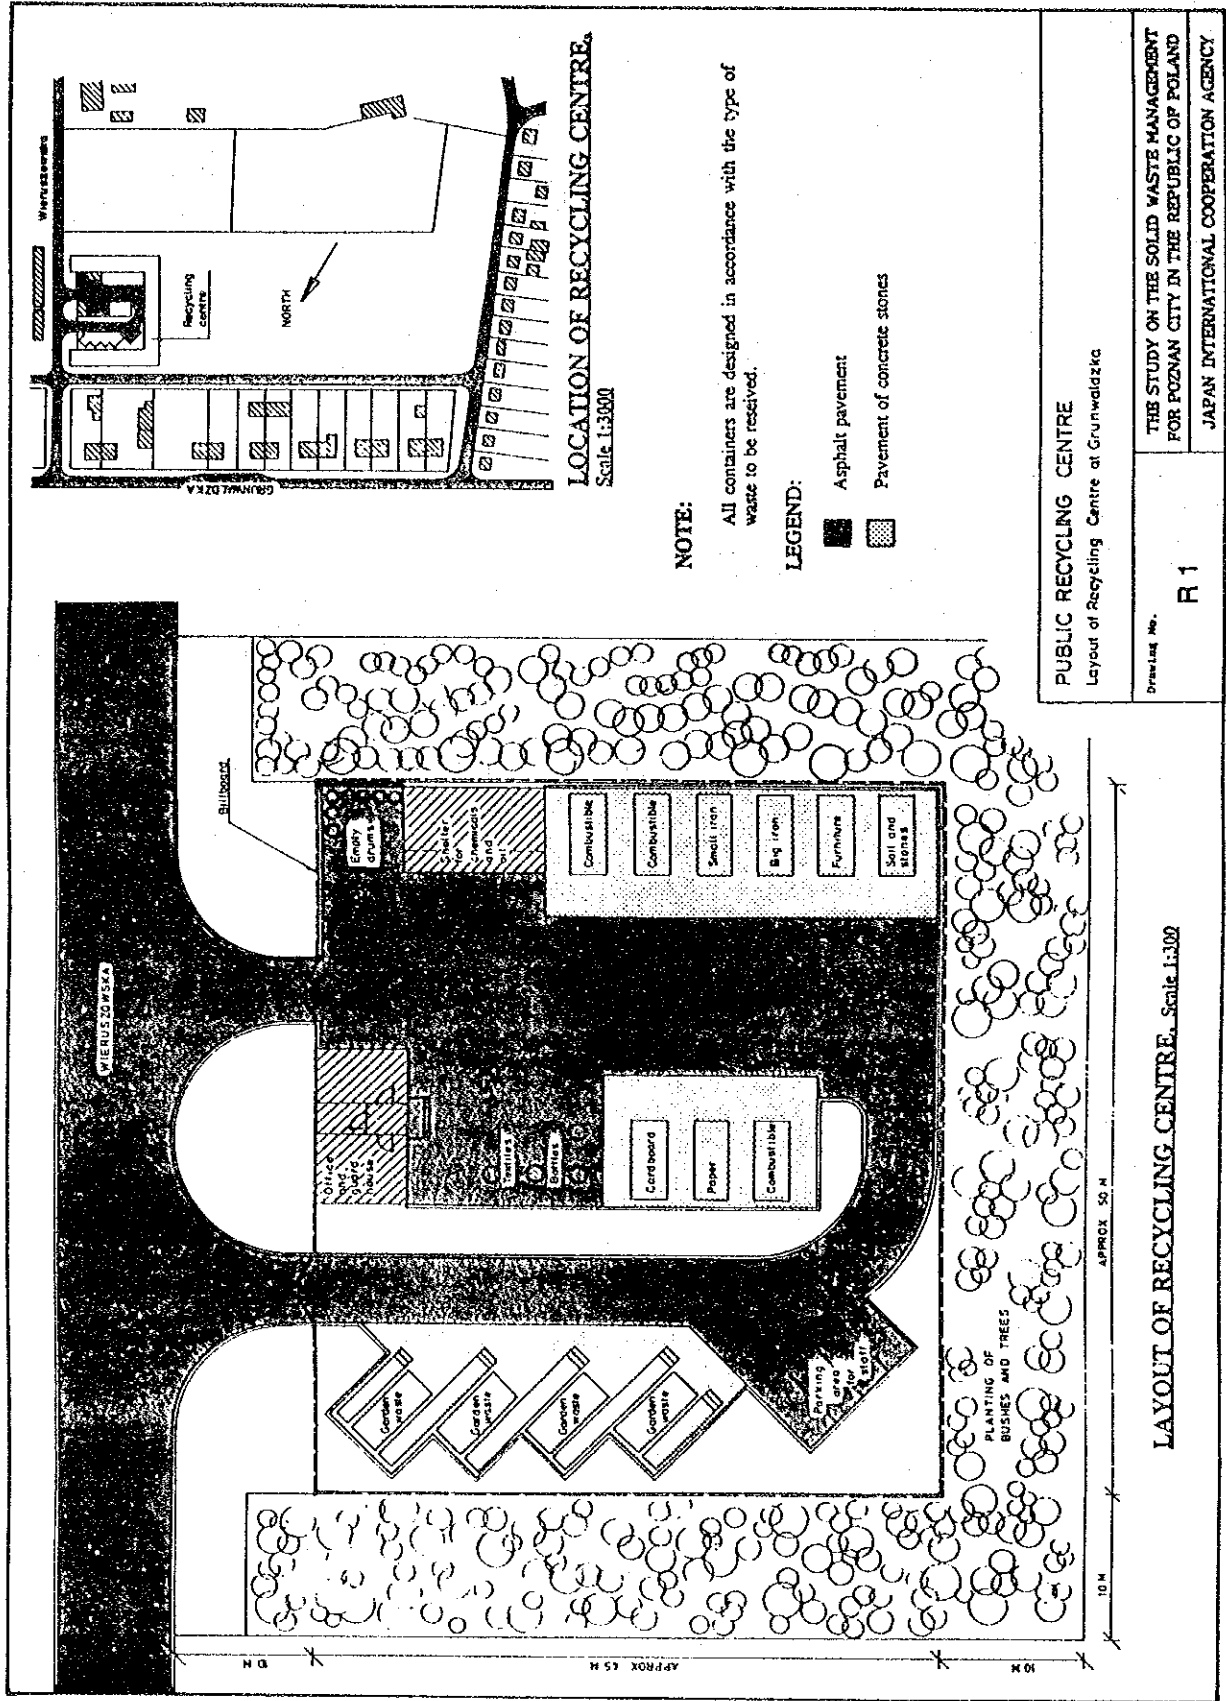 WIERUSZOWSKA
Billboard
Office
and
guard
house
Empty
drums
Shelter
for
chemicals
and
oil
Textiles
Bottles
Cardboard
Paper
Combustible
Combustible
Combustible
Small iron
Big iron
Furniture
Soil and
stones
Garden
waste
Garden
waste
Garden
waste
Garden
waste
Parking
area
for
staff
PLANTING OF
BUSHES AND TREES
10 M
APPROX 45 M
10 M
10 M
APPROX 50 M
LAYOUT OF RECYCLING CENTRE, Scale 1:300
Wieruszowska
Recycling
centre
NORTH
GRUNWALDZKA
LOCATION OF RECYCLING CENTRE,
Scale 1:3000
NOTE:
All containers are designed in accordance with the type of
waste to be reseived.
LEGEND:
Asphalt pavement
Pavement of concrete stones
PUBLIC RECYCLING CENTRE
Layout of Recycling Centre at Grunwaldzka
Drawing No.
R 1
THE STUDY ON THE SOLID WASTE MANAGEMENT
FOR POZNAN CITY IN THE REPUBLIC OF POLAND
JAPAN INTERNATIONAL COOPERATION AGENCY